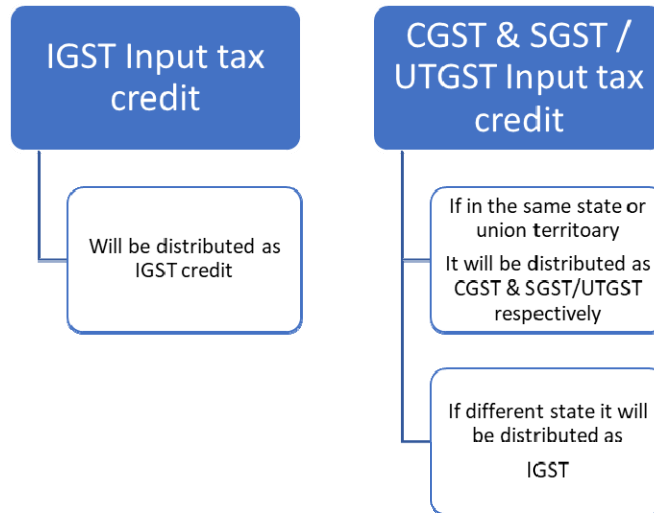 IGST Input tax
credit
Will be distributed as
IGST credit
CGST & SGST /
UTGST Input tax
credit
If in the same state or
union territoary
It will be distributed as
CGST & SGST/UTGST
respectively
If different state it will
be distributed as
IGST